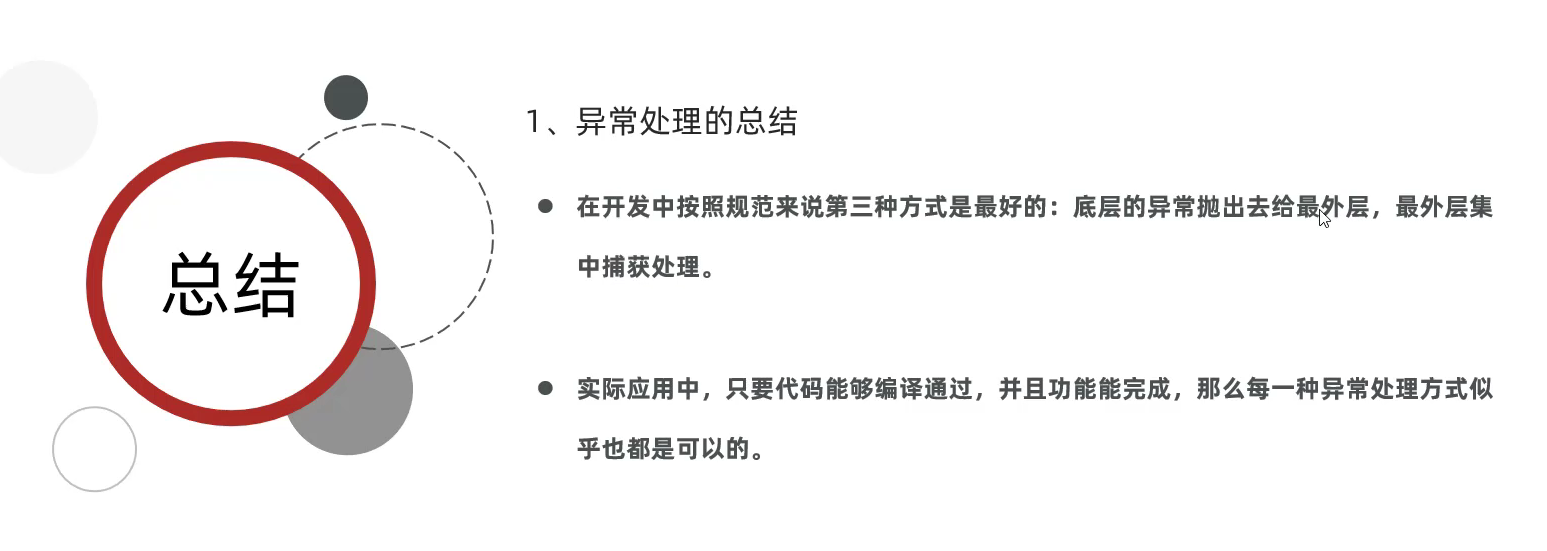 总结
1、异常处理的总结
在开发中按照规范来说第三种方式是最好的：底层的异常抛出去给最外层，最外层集
中捕获处理。
实际应用中，只要代码能够编译通过，并且功能能完成，那么每一种异常处理方式似
乎也都是可以的。